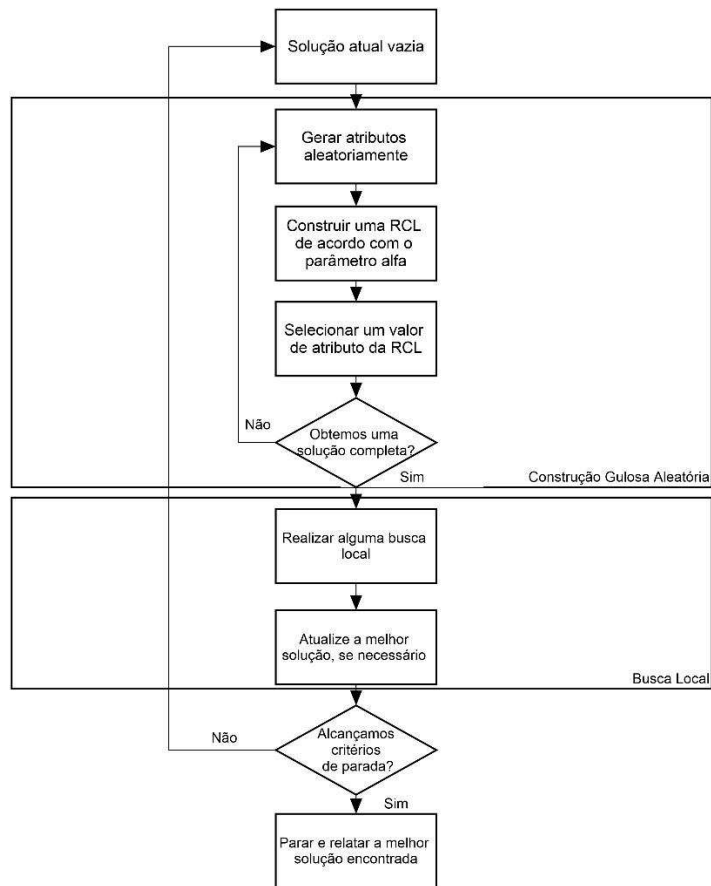 Solução atual vazia
Gerar atributos
aleatoriamente
Construir uma RCL
de acordo com o
parâmetro alfa
Selecionar um valor
de atributo da RCL
Não
Obtemos uma
solução completa?
Sim
Construção Gulosa Aleatória
Realizar alguma busca
local
Atualize a melhor
solução, se necessário
Busca Local
Não
Alcançamos
critérios
de parada?
Sim
Parar e relatar a melhor
solução encontrada